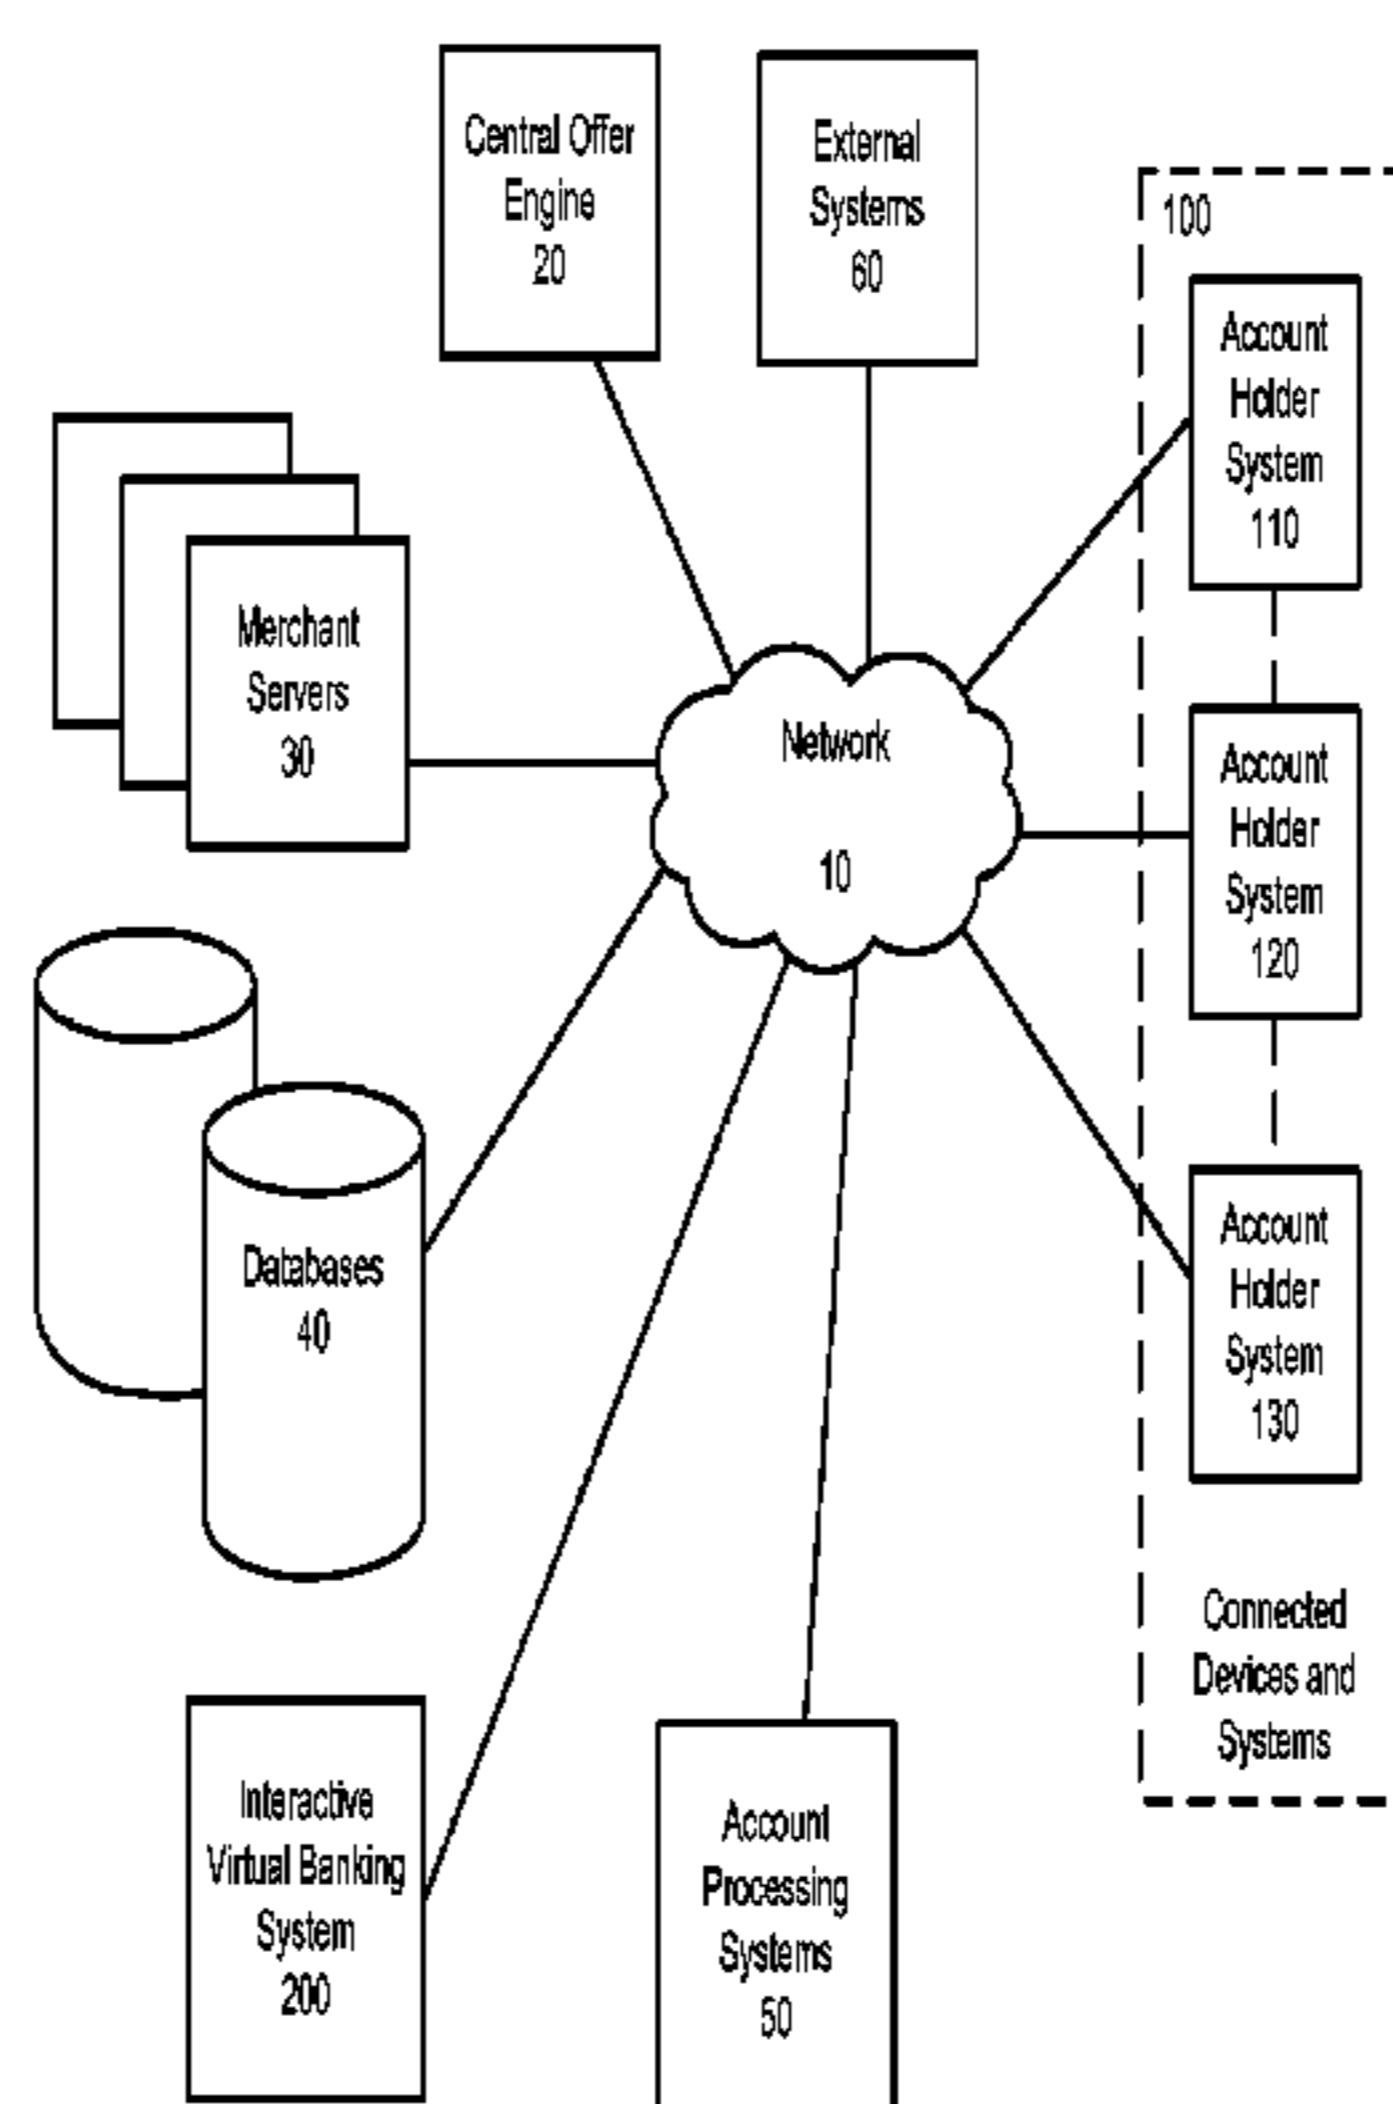 Central Offer
Engine
20
External
Systems
60
100
Account
Holder
System
110
Merchant
Servers
30
Network
10
Account
Holder
System
120
Databases
40
Account
Holder
System
130
Connected
Devices and
Systems
Interactive
Virtual Banking
System
200
Account
Processing
Systems
50